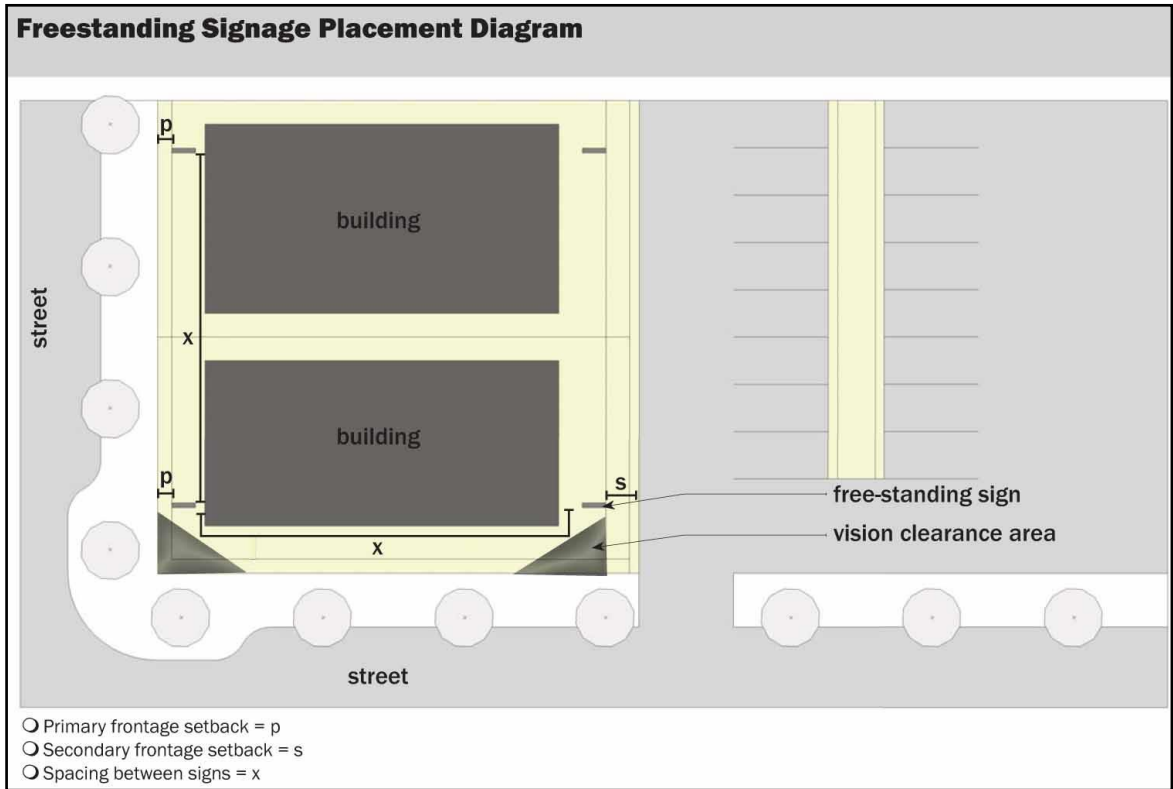 Freestanding Signage Placement Diagram
p
building
street
x
building
p
s
free-standing sign
vision clearance area
x
street
Primary frontage setback = p
Secondary frontage setback = s
Spacing between signs = x